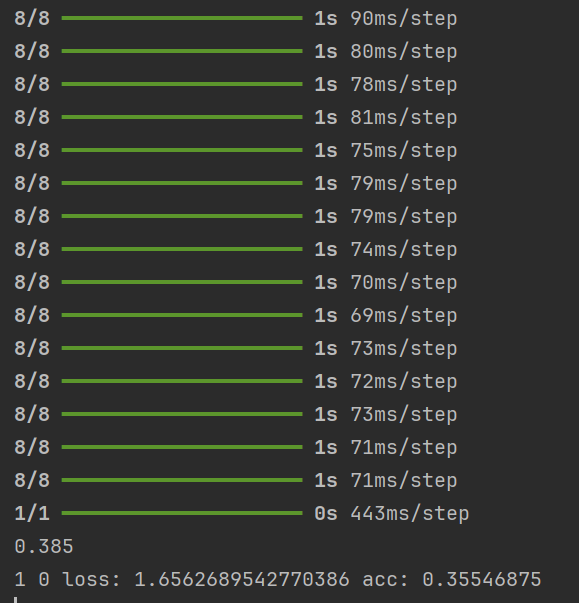 8/8 1s 90ms/step
8/8 1s 80ms/step
8/8 1s 78ms/step
8/8 1s 81ms/step
8/8 1s 75ms/step
8/8 1s 79ms/step
8/8 1s 79ms/step
8/8 1s 74ms/step
8/8 1s 70ms/step
8/8 1s 69ms/step
8/8 1s 73ms/step
8/8 1s 72ms/step
8/8 1s 73ms/step
8/8 1s 71ms/step
8/8 1s 71ms/step
1/1 0s 443ms/step
0.385
1 0 loss: 1.6562689542770386 acc: 0.35546875